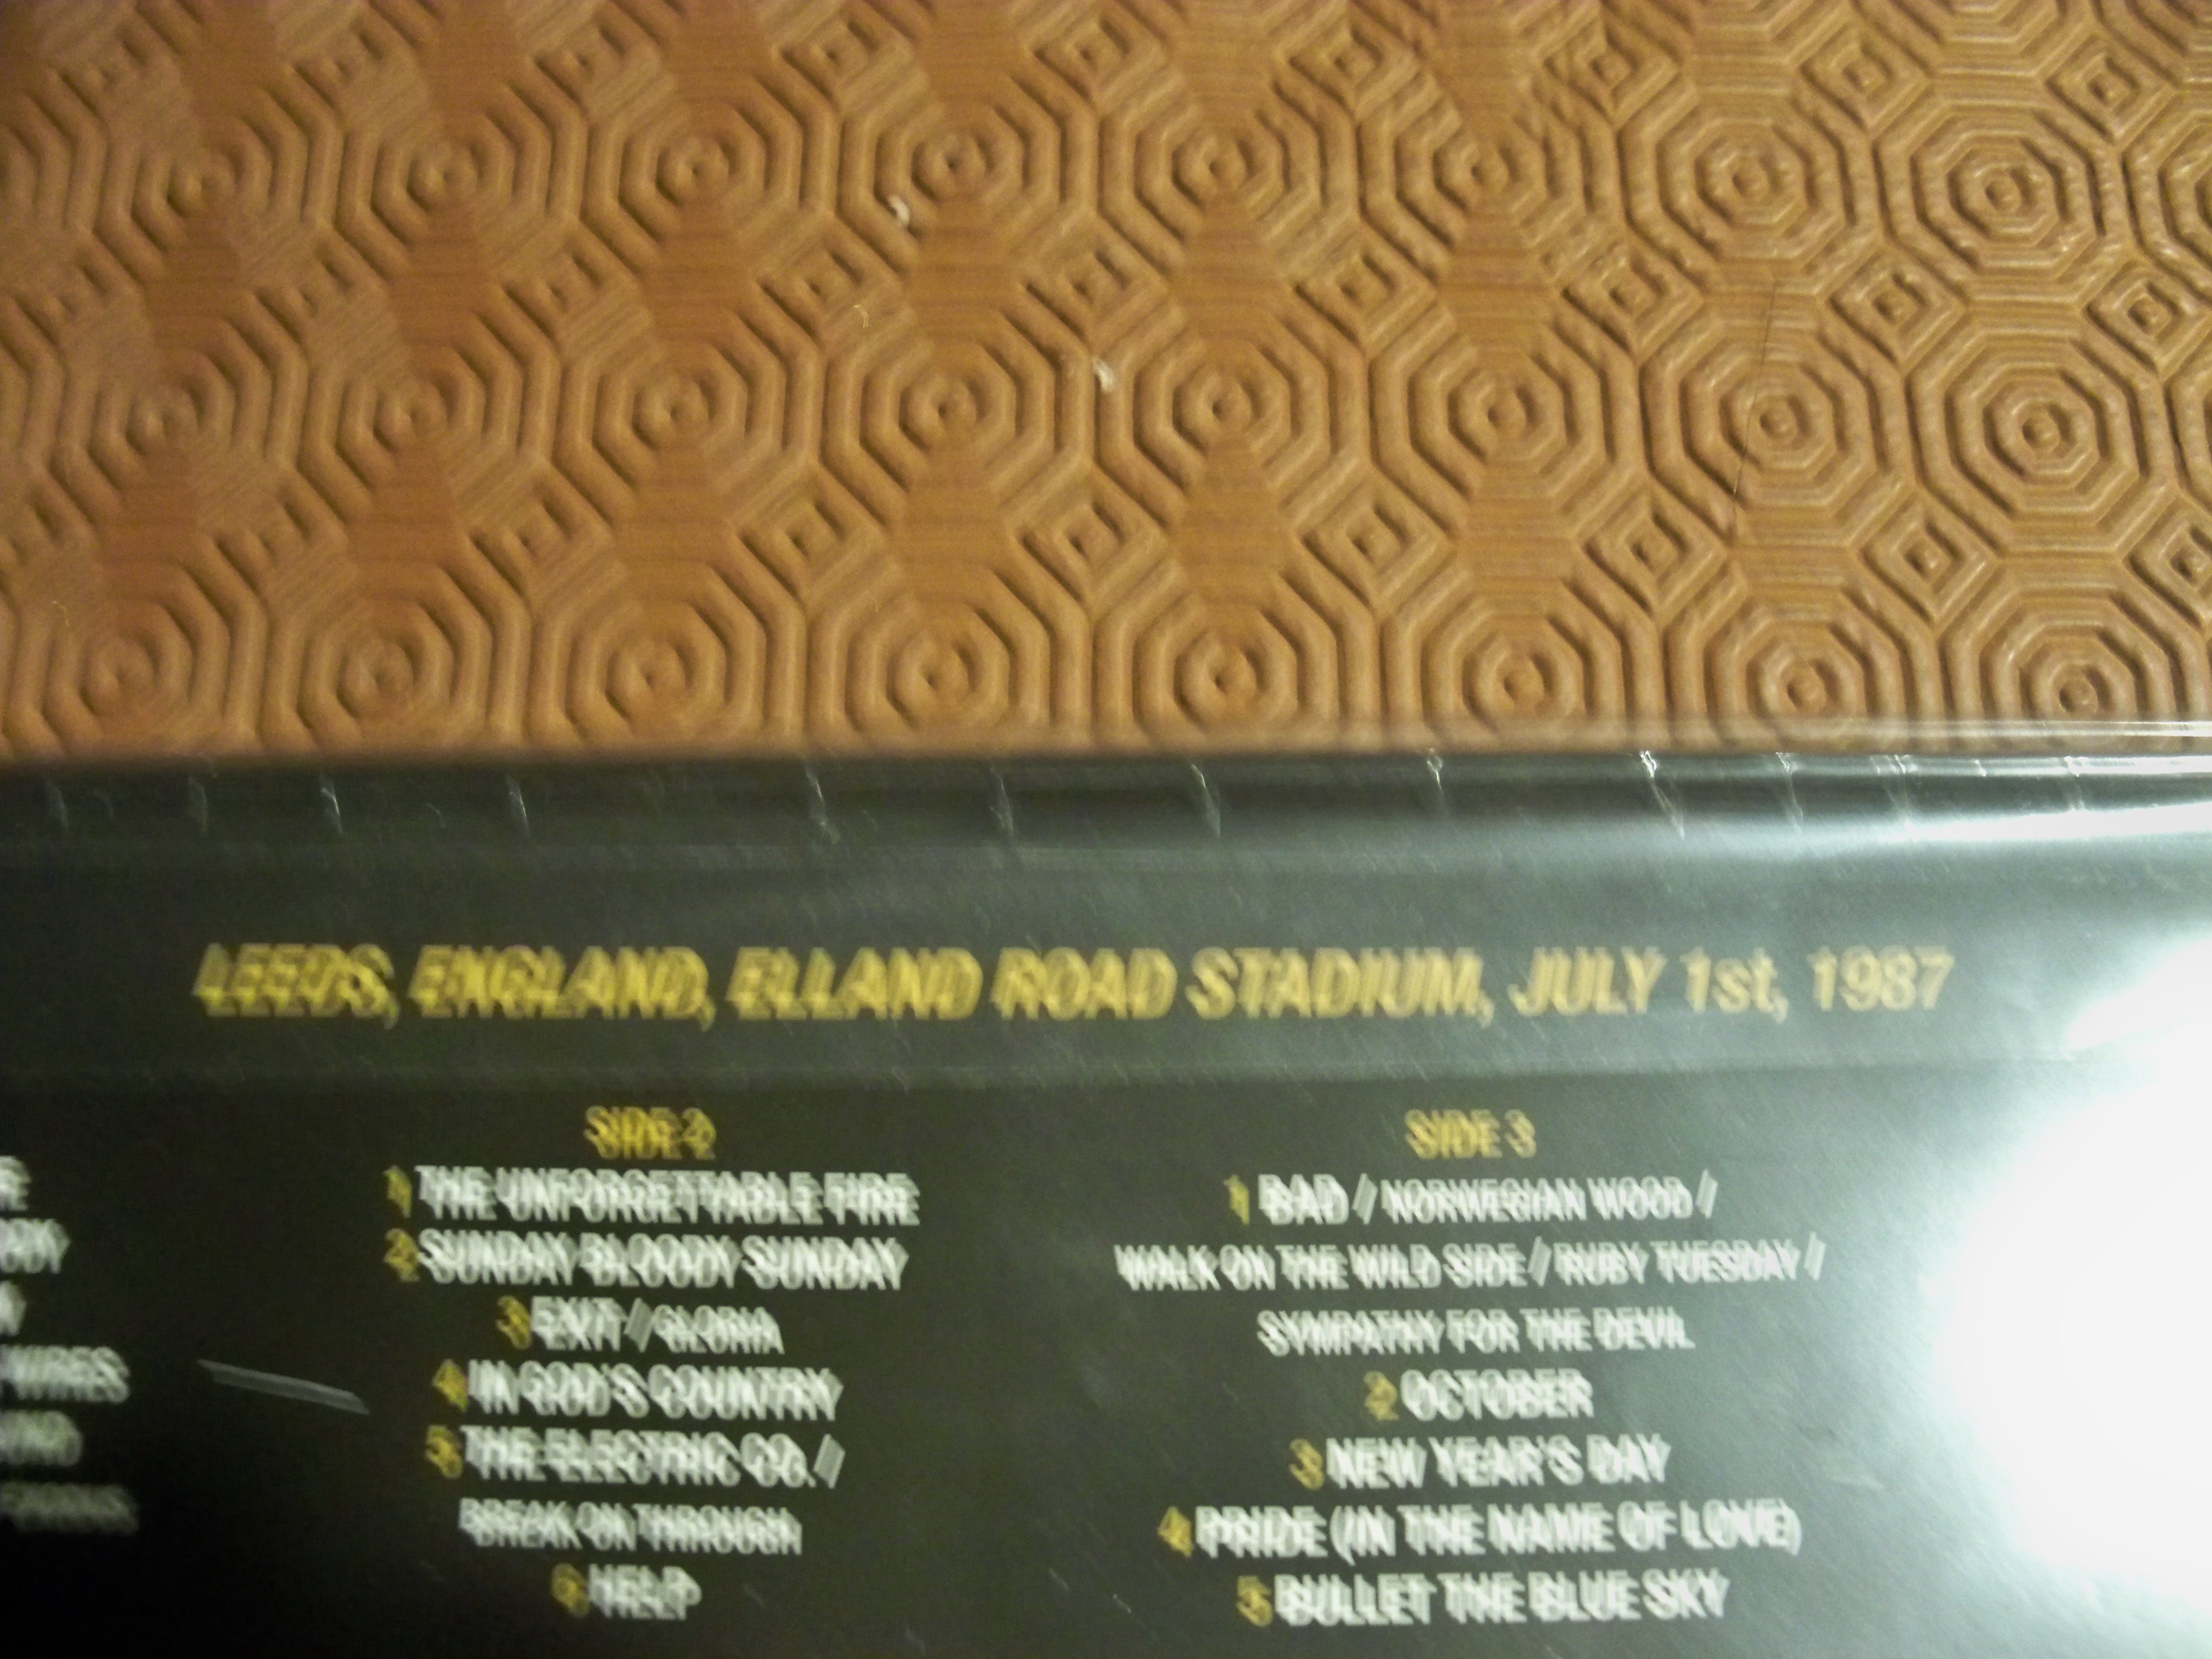 LEEDS, ENGLAND, ELLAND ROAD STADIUM, JULY 1st, 1987
WIRES
SIDE 2
1 THE UNFORGETTABLE FIRE
2 SUNDAY BLOODY SUNDAY
3 EXIT / GLORIA
4 IN GOD'S COUNTRY
5 THE ELECTRIC CO. /
BREAK ON THROUGH
6 HELP
SIDE 3
1 BAD / NORWEGIAN WOOD /
WALK ON THE WILD SIDE / RUBY TUESDAY /
SYMPATHY FOR THE DEVIL
2 OCTOBER
3 NEW YEAR'S DAY
4 PRIDE (IN THE NAME OF LOVE)
5 BULLET THE BLUE SKY